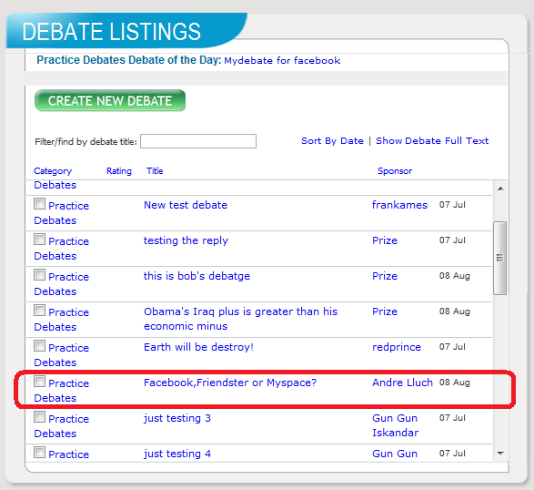 DEBATE LISTINGS
Practice Debates Debate of the Day: Mydebate for facebook
CREATE NEW DEBATE
Filter/find by debate title: Sort By Date | Show Debate Full Text
Category Rating Title Sponsor
Debates
Practice New test debate frankames 07 Jul
Debates
Practice testing the reply Prize 07 Jul
Debates
Practice this is bob's debatge Prize 08 Aug
Debates
Practice Obama's Iraq plus is greater than his Prize 08 Aug
Debates economic minus
Practice Earth will be destroy! redprince 07 Jul
Debates
Practice Facebook,Friendster or Myspace? Andre Lluch 08 Aug
Debates
Practice just testing 3 Gun Gun 07 Jul
Debates Iskandar
Practice just testing 4 Gun Gun 07 Jul